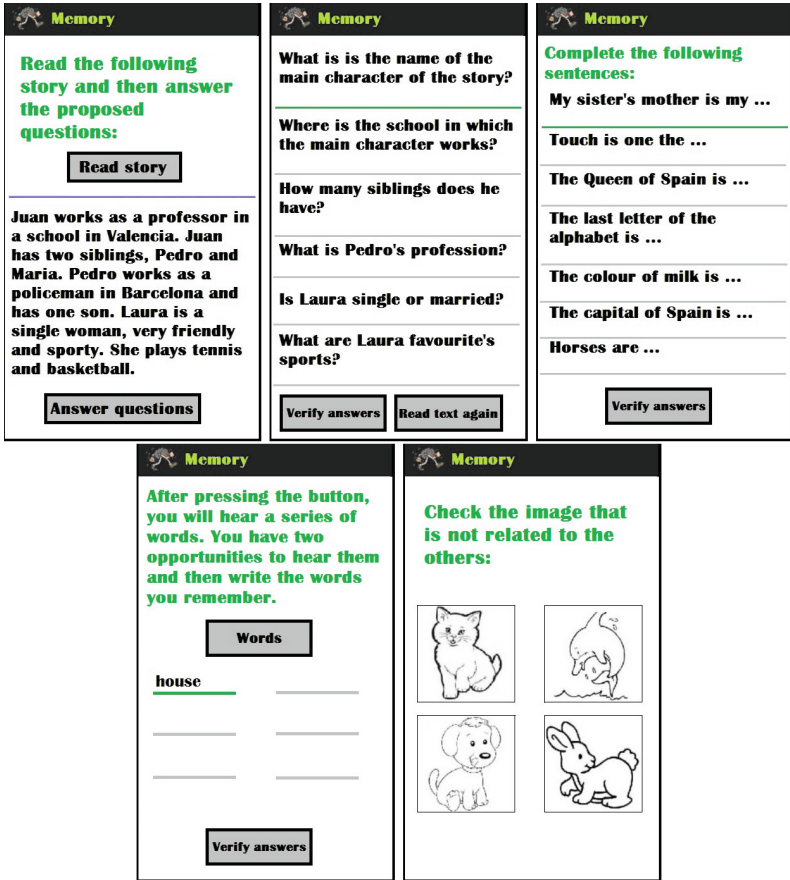 Memory
Read the following
story and then answer
the proposed
questions:
Read story
Juan works as a professor in
a school in Valencia. Juan
has two siblings, Pedro and
Maria. Pedro works as a
policeman in Barcelona and
has one son. Laura is a
single woman, very friendly
and sporty. She plays tennis
and basketball.
Answer questions
Memory
What is is the name of the
main character of the story?
Where is the school in which
the main character works?
How many siblings does he
have?
What is Pedro's profession?
Is Laura single or married?
What are Laura favourite's
sports?
Verify answers
Read text again
Memory
Complete the following
sentences:
My sister's mother is my ...
Touch is one the ...
The Queen of Spain is ...
The last letter of the
alphabet is ...
The colour of milk is ...
The capital of Spain is ...
Horses are ...
Verify answers
Memory
After pressing the button,
you will hear a series of
words. You have two
opportunities to hear them
and then write the words
you remember.
Words
house
Verify answers
Memory
Check the image that
is not related to the
others: